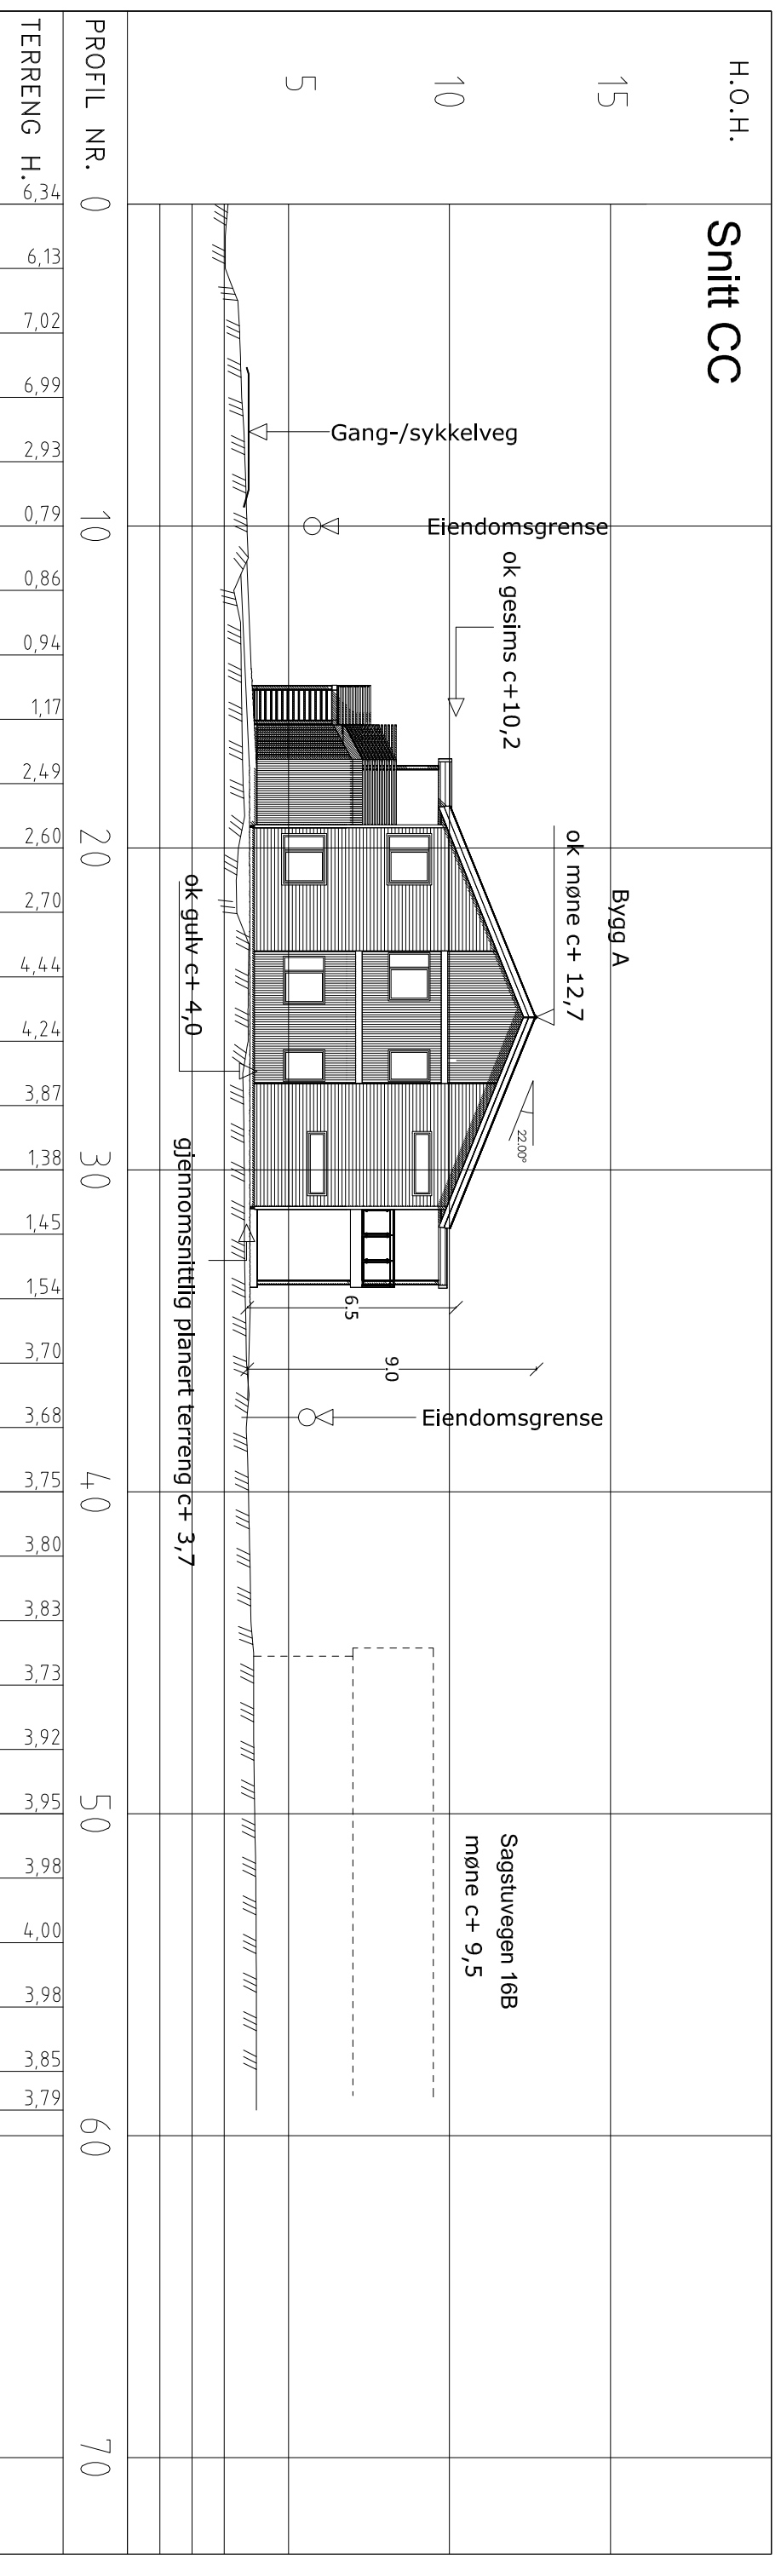 H.O.H.
Snitt CC
15
10
5
Bygg A
ok møne c+ 12,7
ok gesims c+10,2
Gang-/sykkelveg
Eiendomsgrense
22.00°
Sagstuvegen 16B
møne c+ 9,5
Eiendomsgrense
9.0
6.5
ok gulv c+ 4,0
gjennomsnittlig planert terreng c+ 3,7
PROFIL NR. 0 10 20 30 40 50 60 70
TERRENG H. 6,34 6,13 7,02 6,99 2,93 0,79 0,86 0,94 1,17 2,49 2,60 2,70 4,44 4,24 3,87 1,38 1,45 1,54 3,70 3,68 3,75 3,80 3,83 3,73 3,92 3,95 3,98 4,00 3,98 3,85 3,79